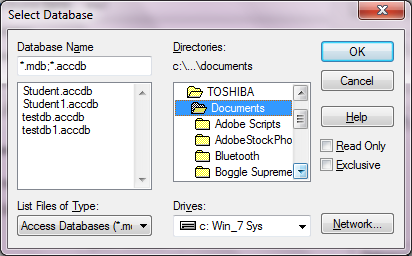 Select Database
Database Name
*.mdb;*.accdb
Student.accdb
Student1.accdb
testdb.accdb
testdb1.accdb
List Files of Type:
Access Databases (*.m
Directories:
c:\...\documents
TOSHIBA
Documents
Adobe Scripts
AdobeStockPho
Bluetooth
Boggle Supreme
Drives:
c: Win_7 Sys
OK
Cancel
Help
Read Only
Exclusive
Network...